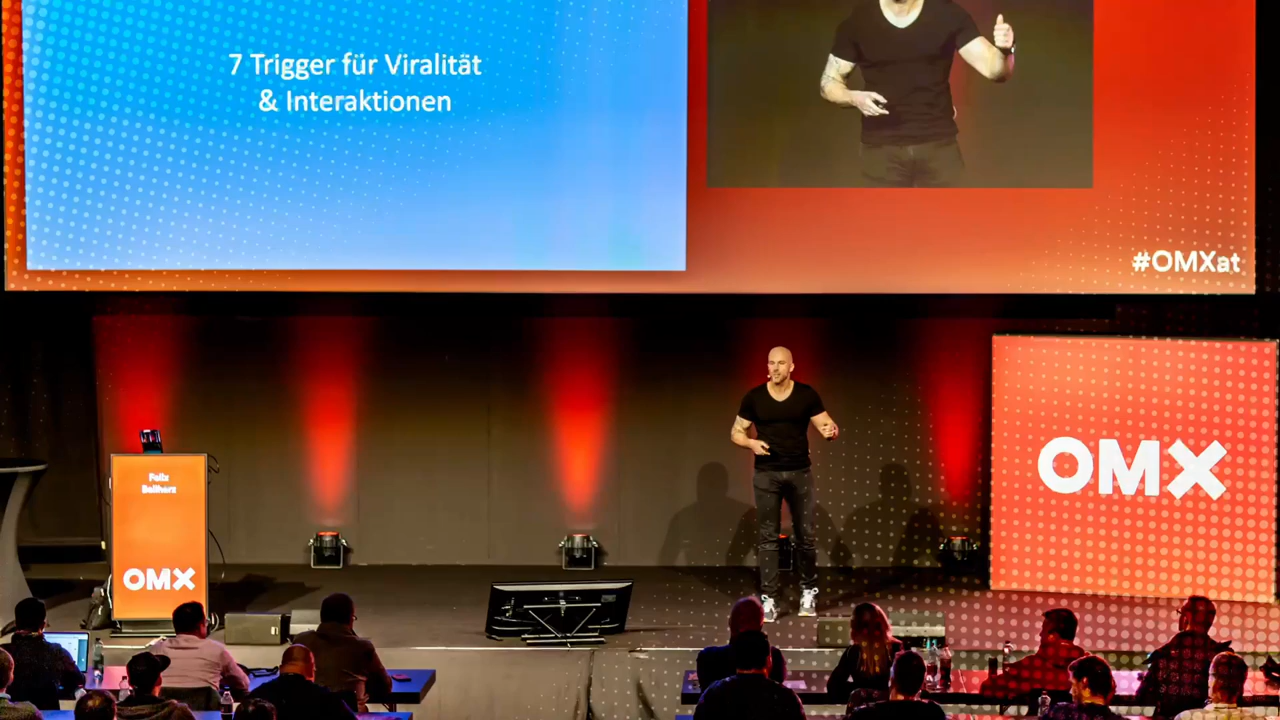 7 Trigger für Viralität
& Interaktionen
#OMXat
Felix
Beilharz
OMX
OMX